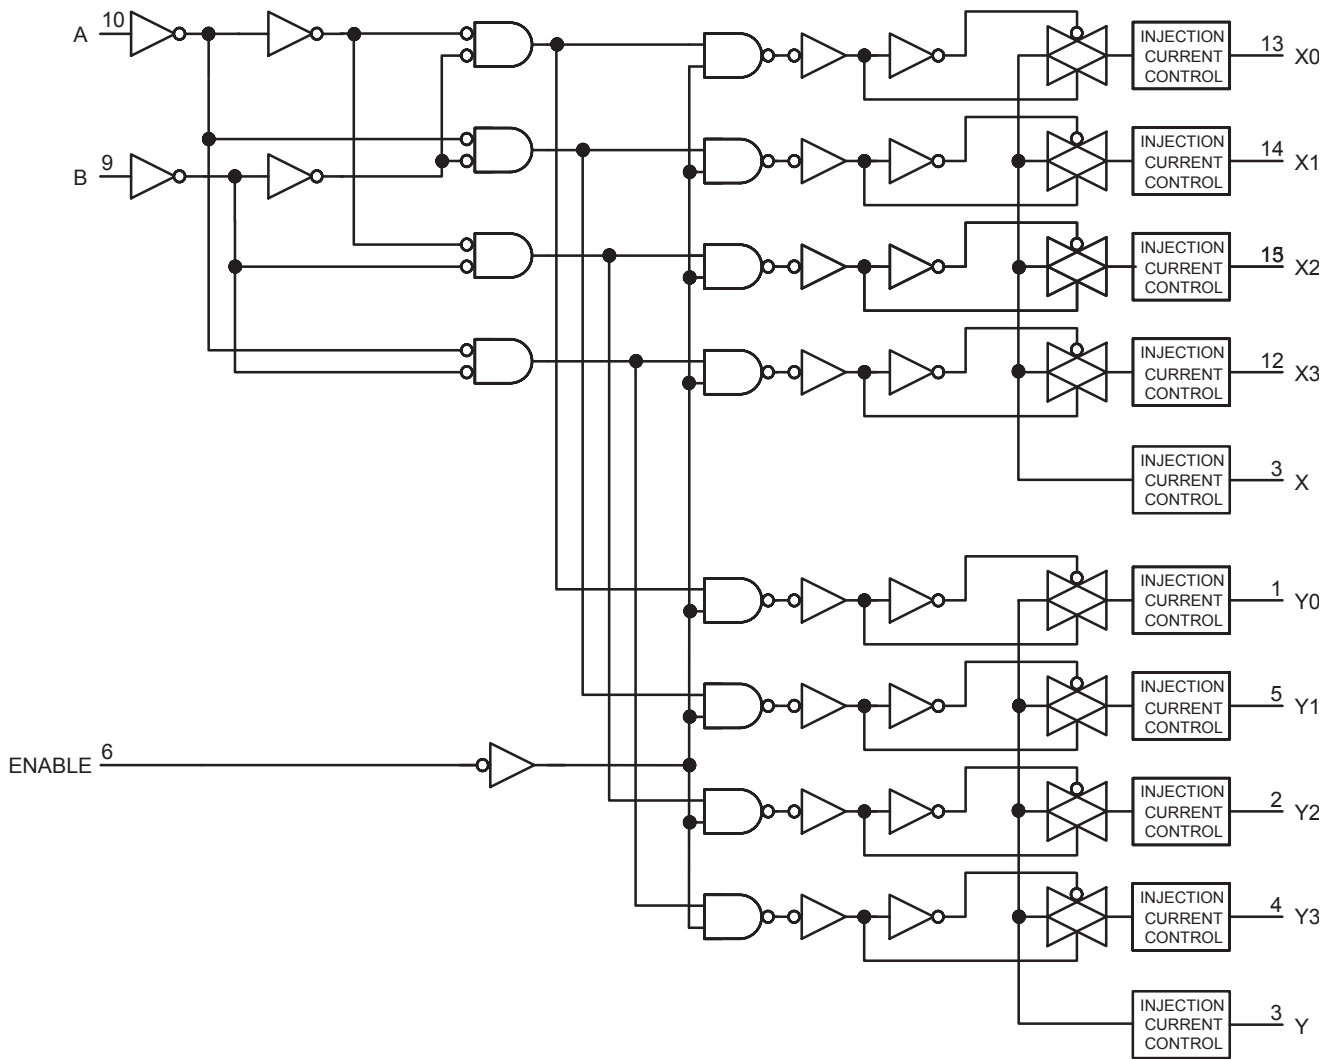 A 10
INJECTION
CURRENT
CONTROL
13 X0
B 9
INJECTION
CURRENT
CONTROL
14 X1
INJECTION
CURRENT
CONTROL
X2
INJECTION
CURRENT
CONTROL
12 X3
INJECTION
CURRENT
CONTROL
3 X
INJECTION
CURRENT
CONTROL
1 Y0
INJECTION
CURRENT
CONTROL
5 Y1
ENABLE 6
INJECTION
CURRENT
CONTROL
2 Y2
INJECTION
CURRENT
CONTROL
4 Y3
INJECTION
CURRENT
CONTROL
3 Y